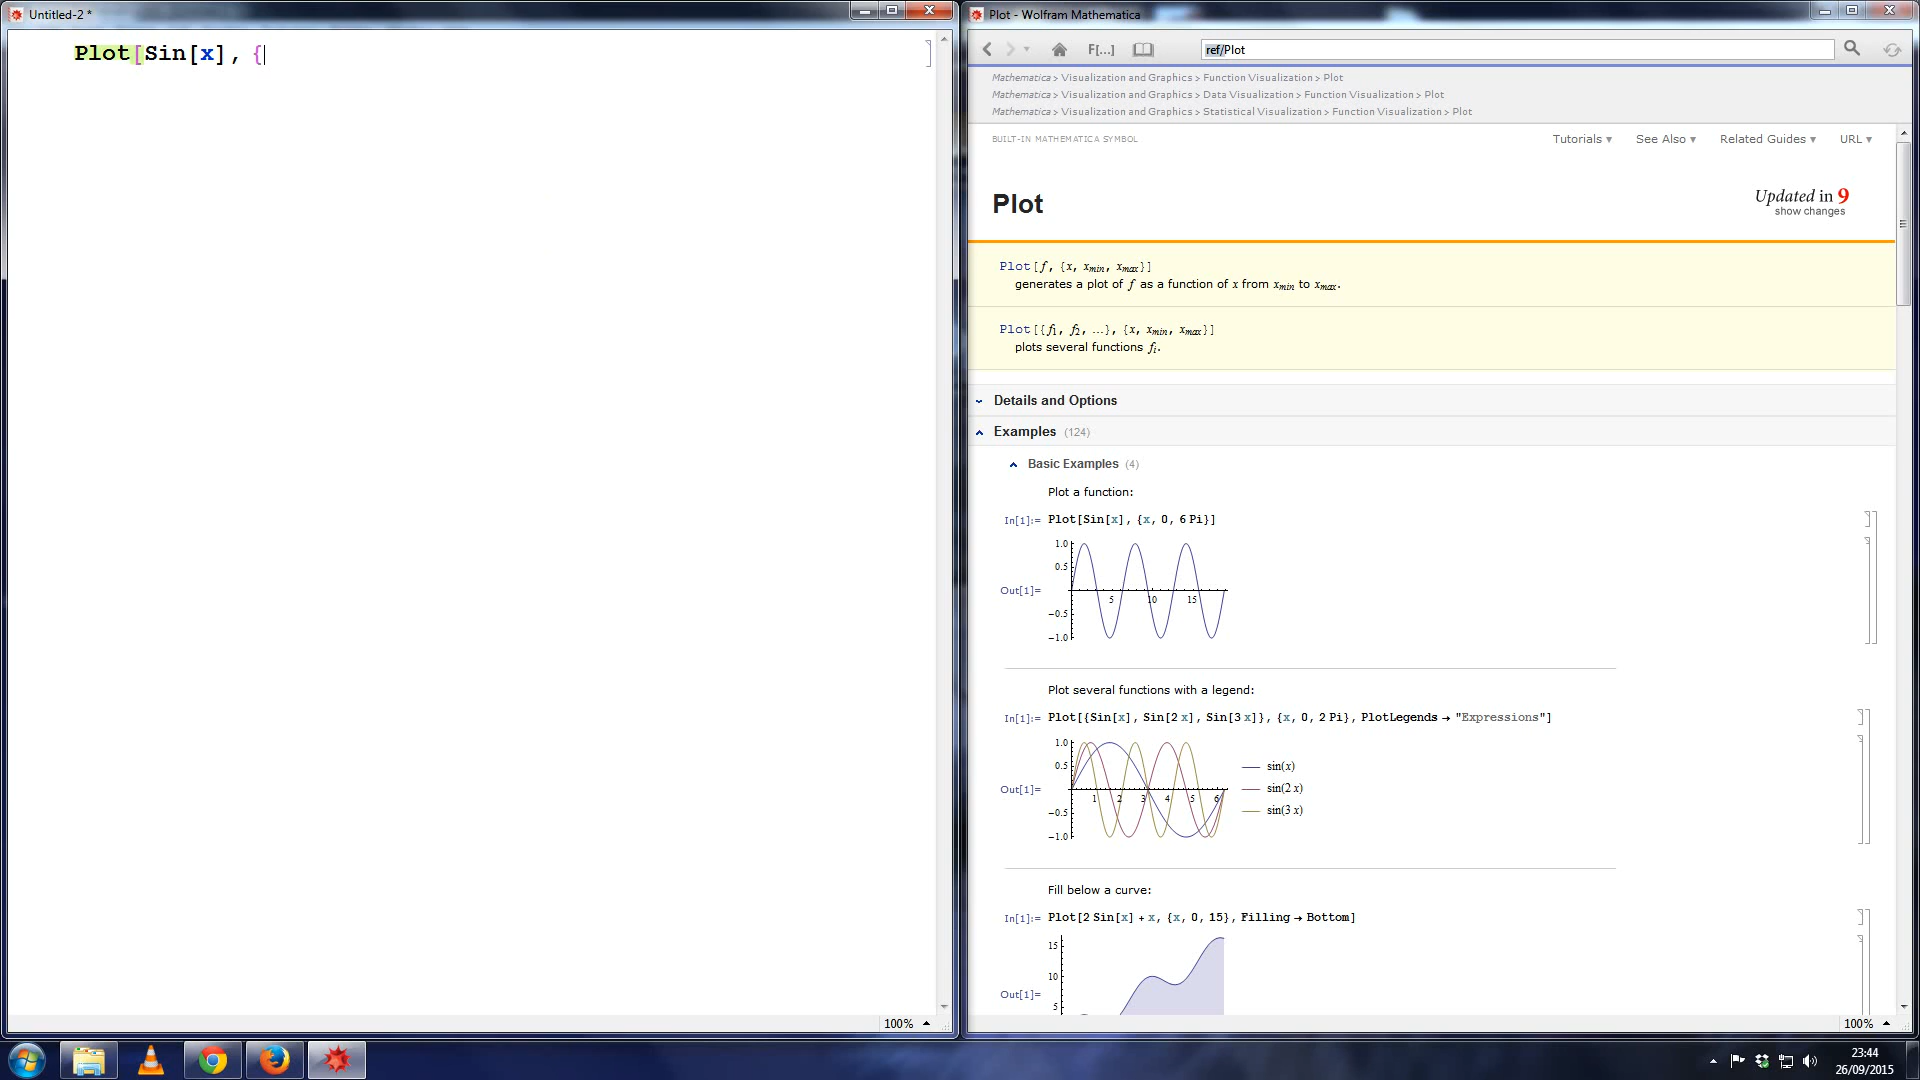 Untitled-2 *
Plot[Sin[x], {
100%
Plot - Wolfram Mathematica
F[...]
ref/Plot
Mathematica > Visualization and Graphics > Function Visualization > Plot
Mathematica > Visualization and Graphics > Data Visualization > Function Visualization > Plot
Mathematica > Visualization and Graphics > Statistical Visualization > Function Visualization > Plot
BUILT-IN MATHEMATICA SYMBOL
Tutorials ▾ See Also ▾ Related Guides ▾ URL ▾
Plot
Updated in 9
show changes
Plot[f, {x, xmin, xmax}]
generates a plot of f as a function of x from xmin to xmax.
Plot[{f1, f2, …}, {x, xmin, xmax}]
plots several functions fi.
Details and Options
Examples (124)
Basic Examples (4)
Plot a function:
In[1]:= Plot[Sin[x], {x, 0, 6 Pi}]
1.0
0.5
Out[1]=
5 10 15
−0.5
−1.0
Plot several functions with a legend:
In[1]:= Plot[{Sin[x], Sin[2 x], Sin[3 x]}, {x, 0, 2 Pi}, PlotLegends → "Expressions"]
1.0
0.5
sin(x)
Out[1]=
sin(2 x)
1 2 3 4 5 6
sin(3 x)
−0.5
−1.0
Fill below a curve:
In[1]:= Plot[2 Sin[x] + x, {x, 0, 15}, Filling → Bottom]
15
10
Out[1]=
5
100%
23:44
26/09/2015